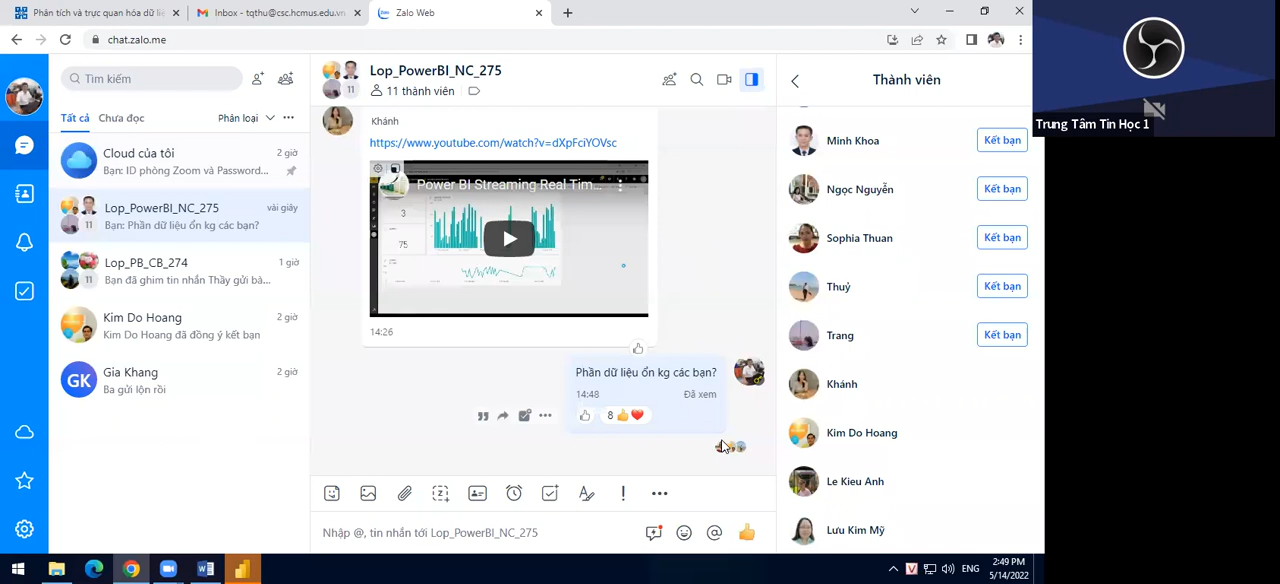 Phân tích và trực quan hóa dữ liệ
Inbox - tqthu@csc.hcmus.edu.vn
Zalo Web
chat.zalo.me
Tìm kiếm
Tất cả
Chưa đọc
Phân loại
Cloud của tôi
2 giờ
Bạn: ID phòng Zoom và Password...
Lop_PowerBI_NC_275
vài giây
11
Bạn: Phần dữ liệu ổn kg các bạn?
Lop_PB_CB_274
1 giờ
11
Bạn đã ghim tin nhắn Thầy gửi bà...
Kim Do Hoang
2 giờ
Kim Do Hoang đã đồng ý kết bạn
GK
Gia Khang
2 giờ
Ba gửi lộn rồi
Lop_PowerBI_NC_275
11
11 thành viên
Khánh
https://www.youtube.com/watch?v=dXpFciYOVsc
Power BI Streaming Real Tim...
3
75
14:26
Phần dữ liệu ổn kg các bạn?
14:48
Đã xem
8
Nhập @, tin nhắn tới Lop_PowerBI_NC_275
Thành viên
Minh Khoa
Kết bạn
Ngọc Nguyễn
Kết bạn
Sophia Thuan
Kết bạn
Thuỷ
Kết bạn
Trang
Kết bạn
Khánh
Kim Do Hoang
Le Kieu Anh
Lưu Kim Mỹ
Trung Tâm Tin Học 1
ENG
2:49 PM
5/14/2022